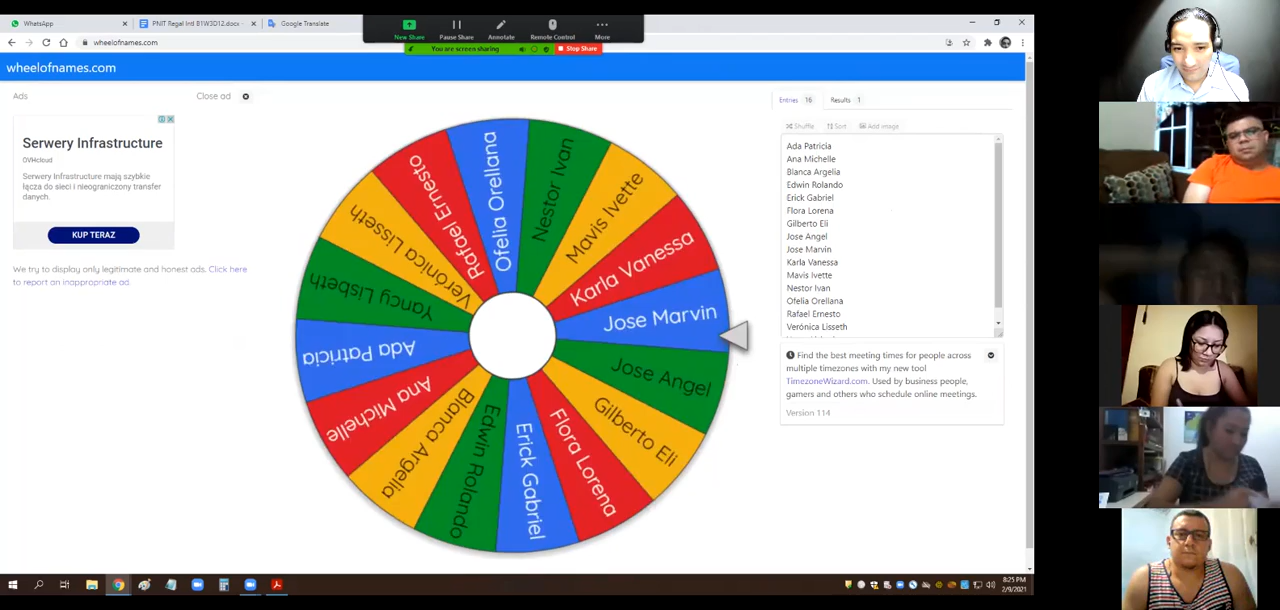 WhatsApp
PNIT Regal Intl B1W3D12.docx -
Google Translate
wheelofnames.com
New Share
Pause Share
Annotate
Remote Control
More
You are screen sharing
Stop Share
wheelofnames.com
Ads
Close ad
Serwery Infrastructure
OVHcloud
Serwery Infrastructure mają szybkie
łącza do sieci i nieograniczony transfer
danych.
KUP TERAZ
We try to display only legitimate and honest ads. Click here
to report an inappropriate ad.
Ofelia Orellana
Nestor Ivan
Mavis Ivette
Karla Vanessa
Jose Marvin
Jose Angel
Gilberto Eli
Flora Lorena
Erick Gabriel
Edwin Rolando
Blanca Argelia
Ana Michelle
Ada Patricia
Yancy Lisbeth
Verónica Lisseth
Rafael Ernesto
Entries 16
Results 1
Shuffle
Sort
Add image
Ada Patricia
Ana Michelle
Blanca Argelia
Edwin Rolando
Erick Gabriel
Flora Lorena
Gilberto Eli
Jose Angel
Jose Marvin
Karla Vanessa
Mavis Ivette
Nestor Ivan
Ofelia Orellana
Rafael Ernesto
Verónica Lisseth
Find the best meeting times for people across
multiple timezones with my new tool
TimezoneWizard.com. Used by business people,
gamers and others who schedule online meetings.
Version 114
8:25 PM
2/9/2021